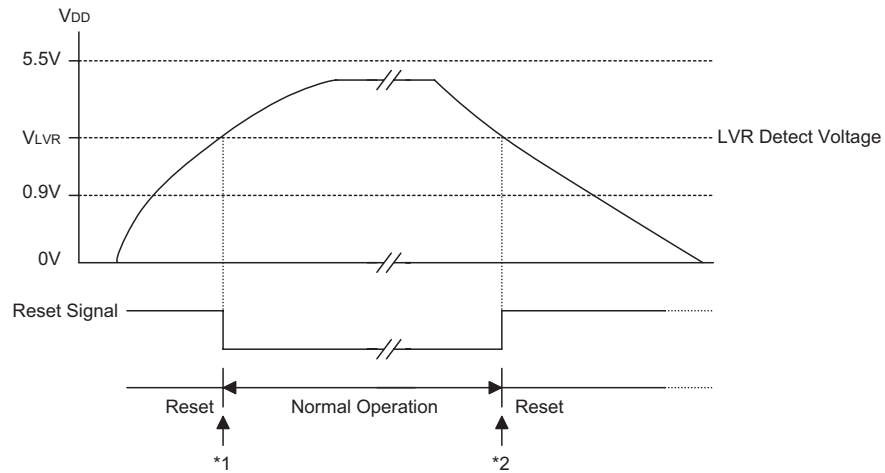 VDD
5.5V
VLVR
LVR Detect Voltage
0.9V
0V
Reset Signal
Reset
Normal Operation
Reset
*1
*2